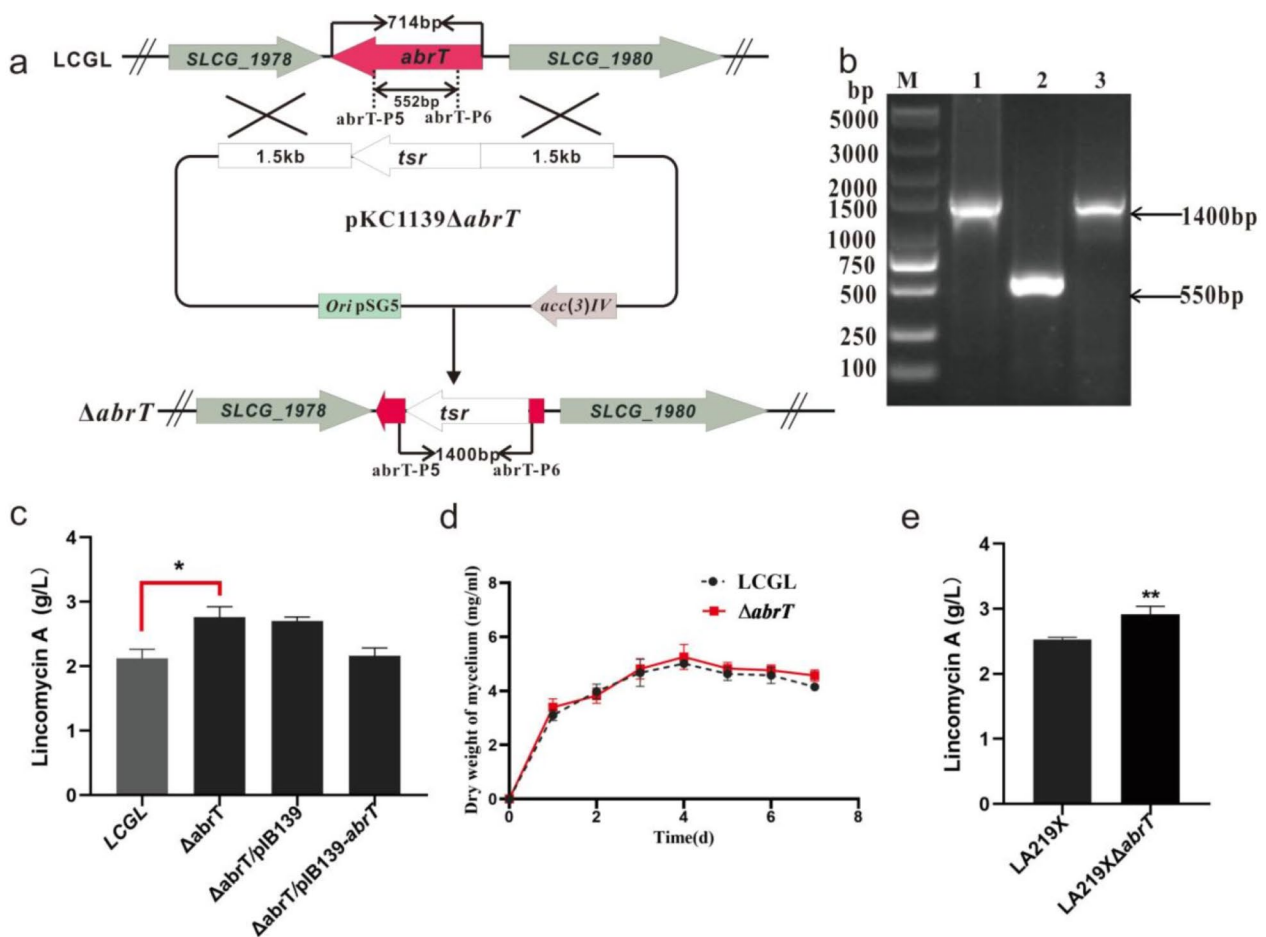 a
LCGL
SLCG_1978
714bp
abrT
SLCG_1980
552bp
abrT-P5
abrT-P6
1.5kb
tsr
1.5kb
pKC1139ΔabrT
Ori pSG5
acc(3)IV
ΔabrT
SLCG_1978
tsr
SLCG_1980
1400bp
abrT-P5
abrT-P6
b
bp
M
1
2
3
5000
3000
2000
1500
1000
750
500
250
100
1400bp
550bp
c
Lincomycin A (g/L)
4
3
2
1
0
*
LCGL
ΔabrT
ΔabrT/pIB139
ΔabrT/pIB139-abrT
d
Dry weight of mycelium (mg/ml)
8
6
4
2
0
0
2
4
6
8
Time(d)
LCGL
ΔabrT
e
Lincomycin A (g/L)
4
3
2
1
0
**
LA219X
LA219XΔabrT